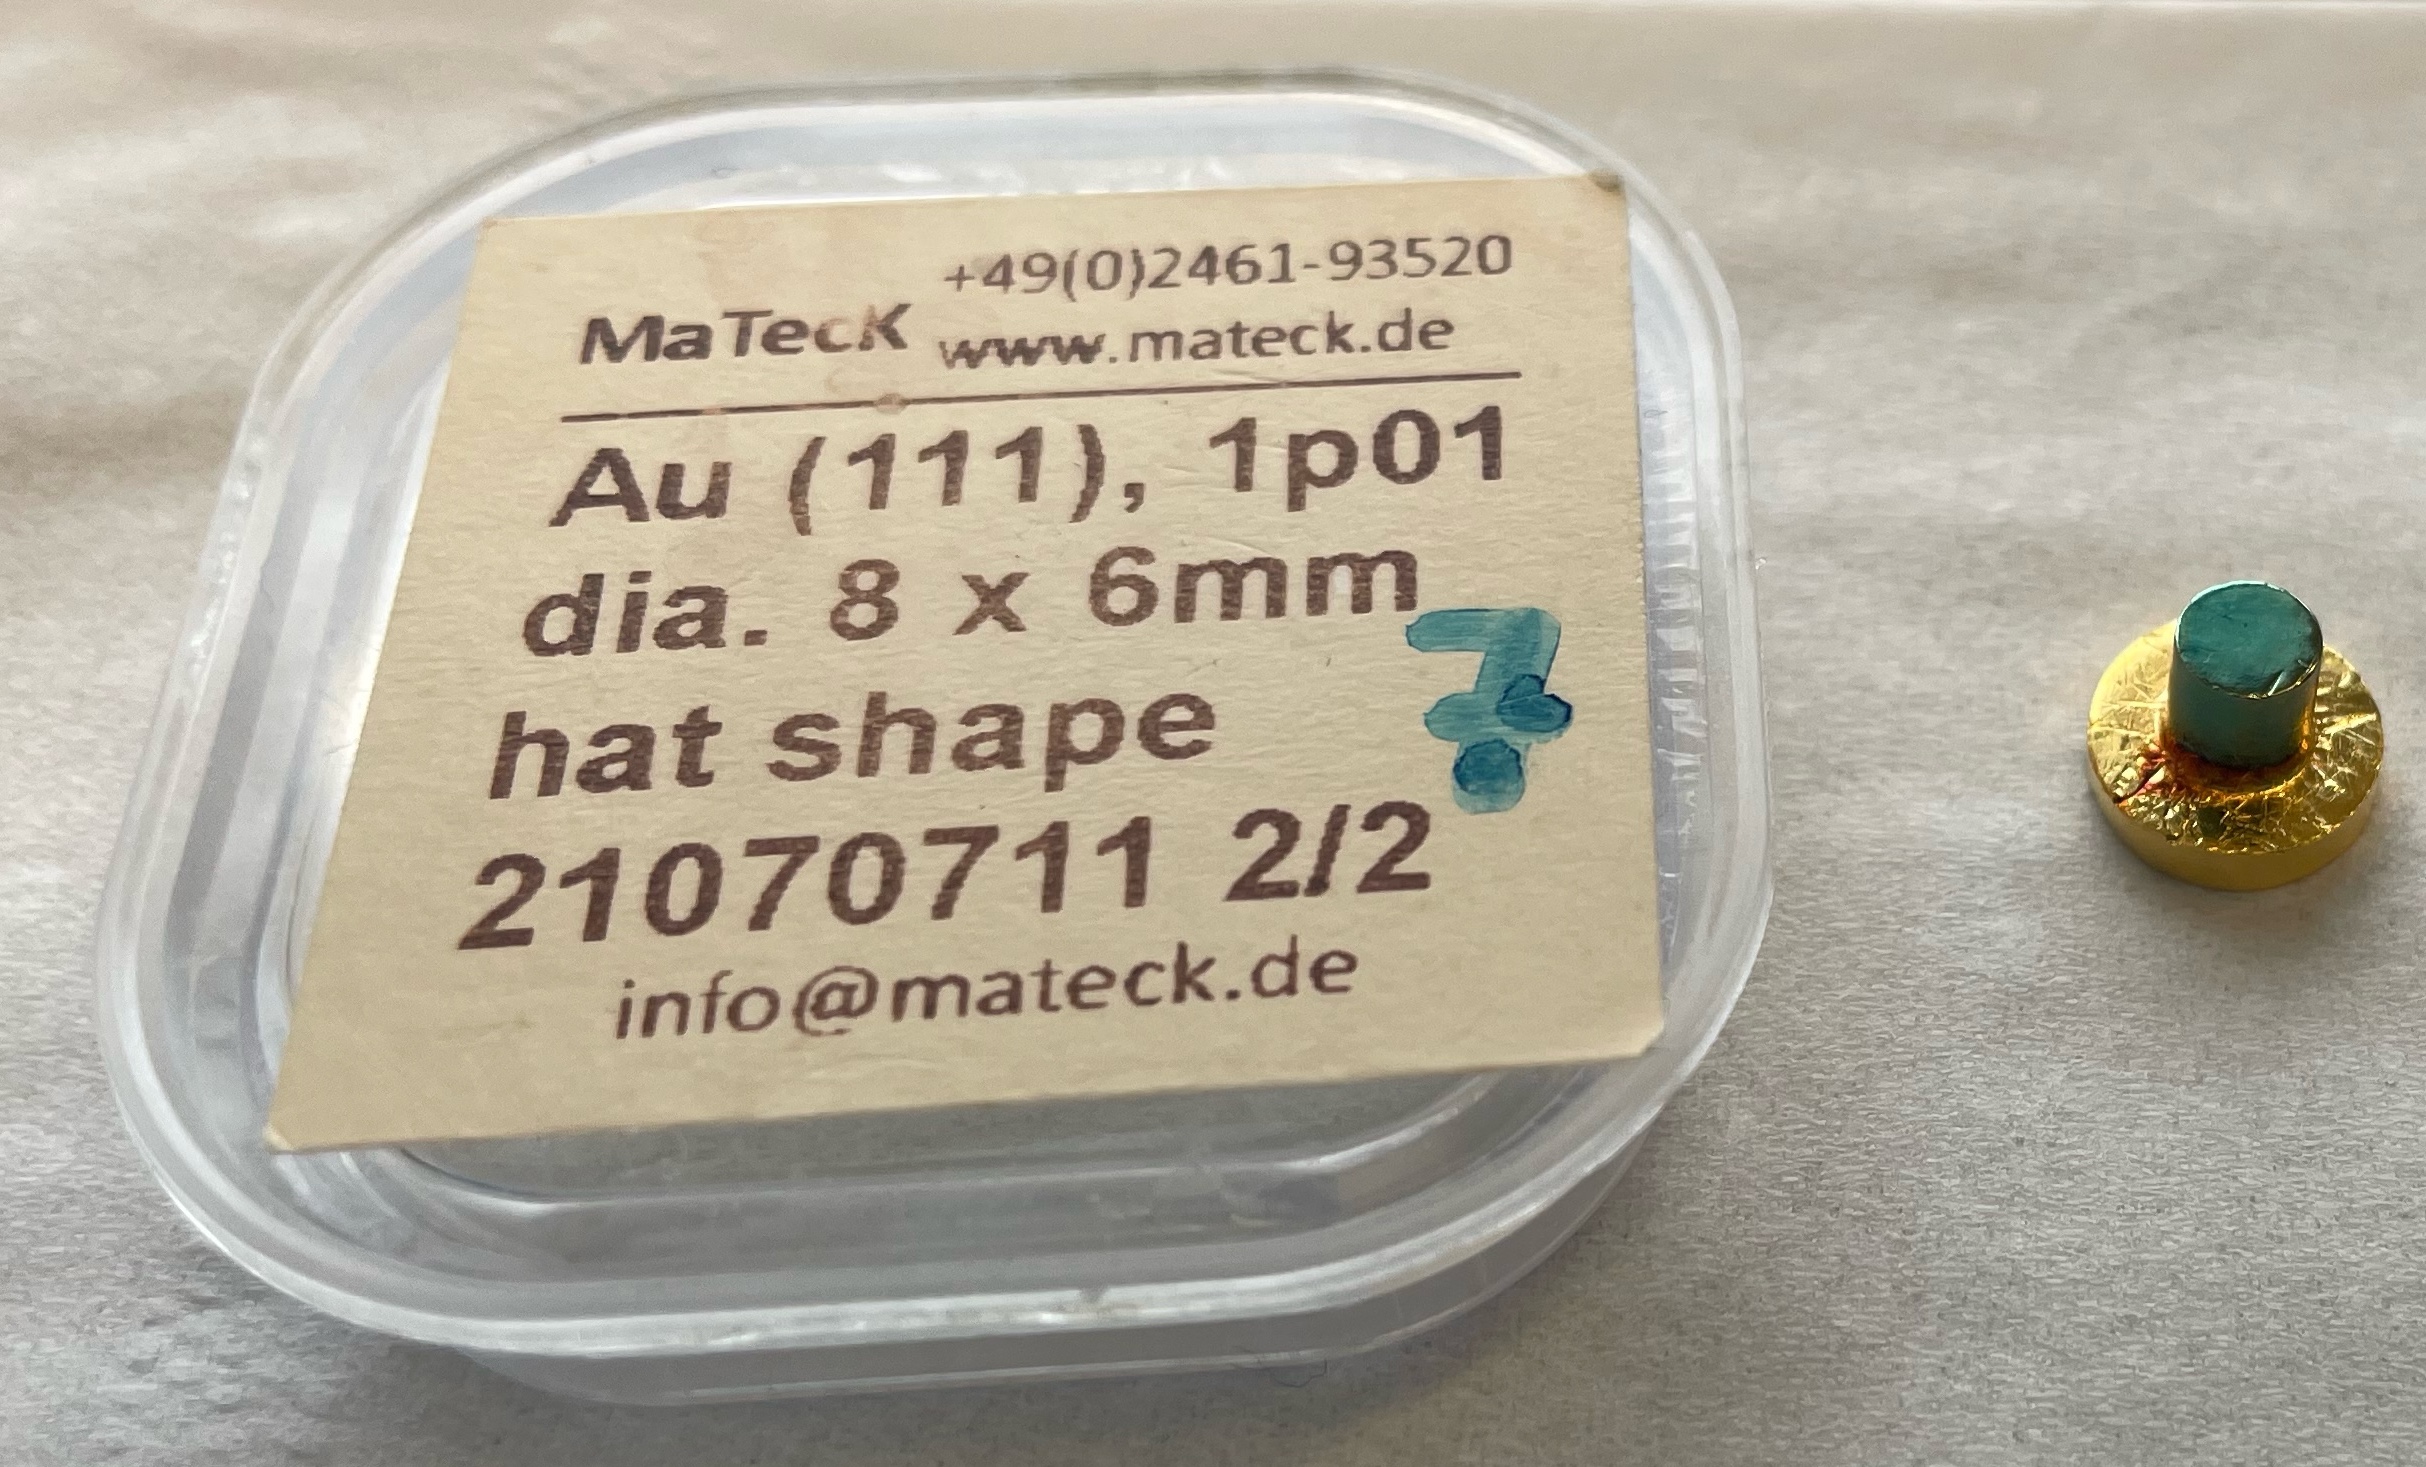 +49(0)2461-93520
MaTecK www.mateck.de
Au (111), 1p01
dia. 8 x 6mm
7
hat shape
21070711 2/2
info@mateck.de